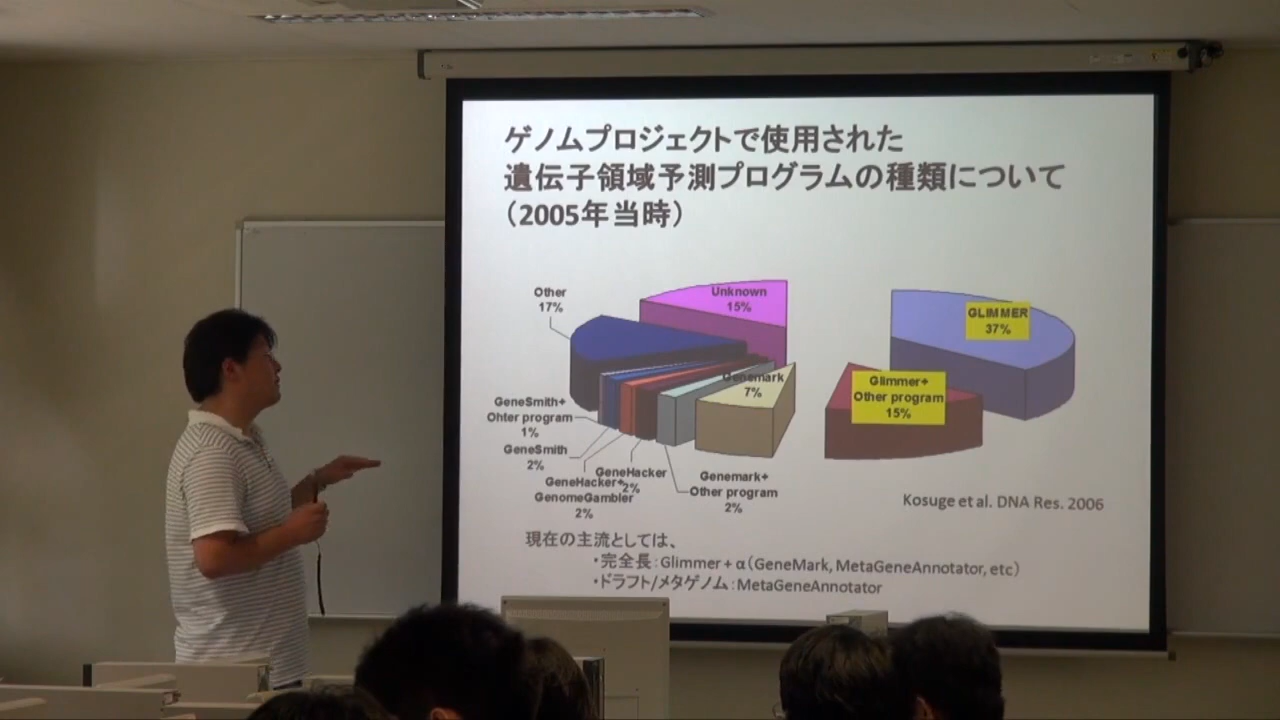 ゲノムプロジェクトで使用された
遺伝子領域予測プログラムの種類について
（2005年当時）
Other
17%
Unknown
15%
GLIMMER
37%
Genemark
7%
Glimmer+
Other program
15%
GeneSmith+
Ohter program
1%
GeneSmith
2%
GeneHacker+
GenomeGambler
2%
GeneHacker
2%
Genemark+
Other program
2%
Kosuge et al. DNA Res. 2006
現在の主流としては、
・完全長：Glimmer + α（GeneMark, MetaGeneAnnotator, etc）
・ドラフト/メタゲノム：MetaGeneAnnotator